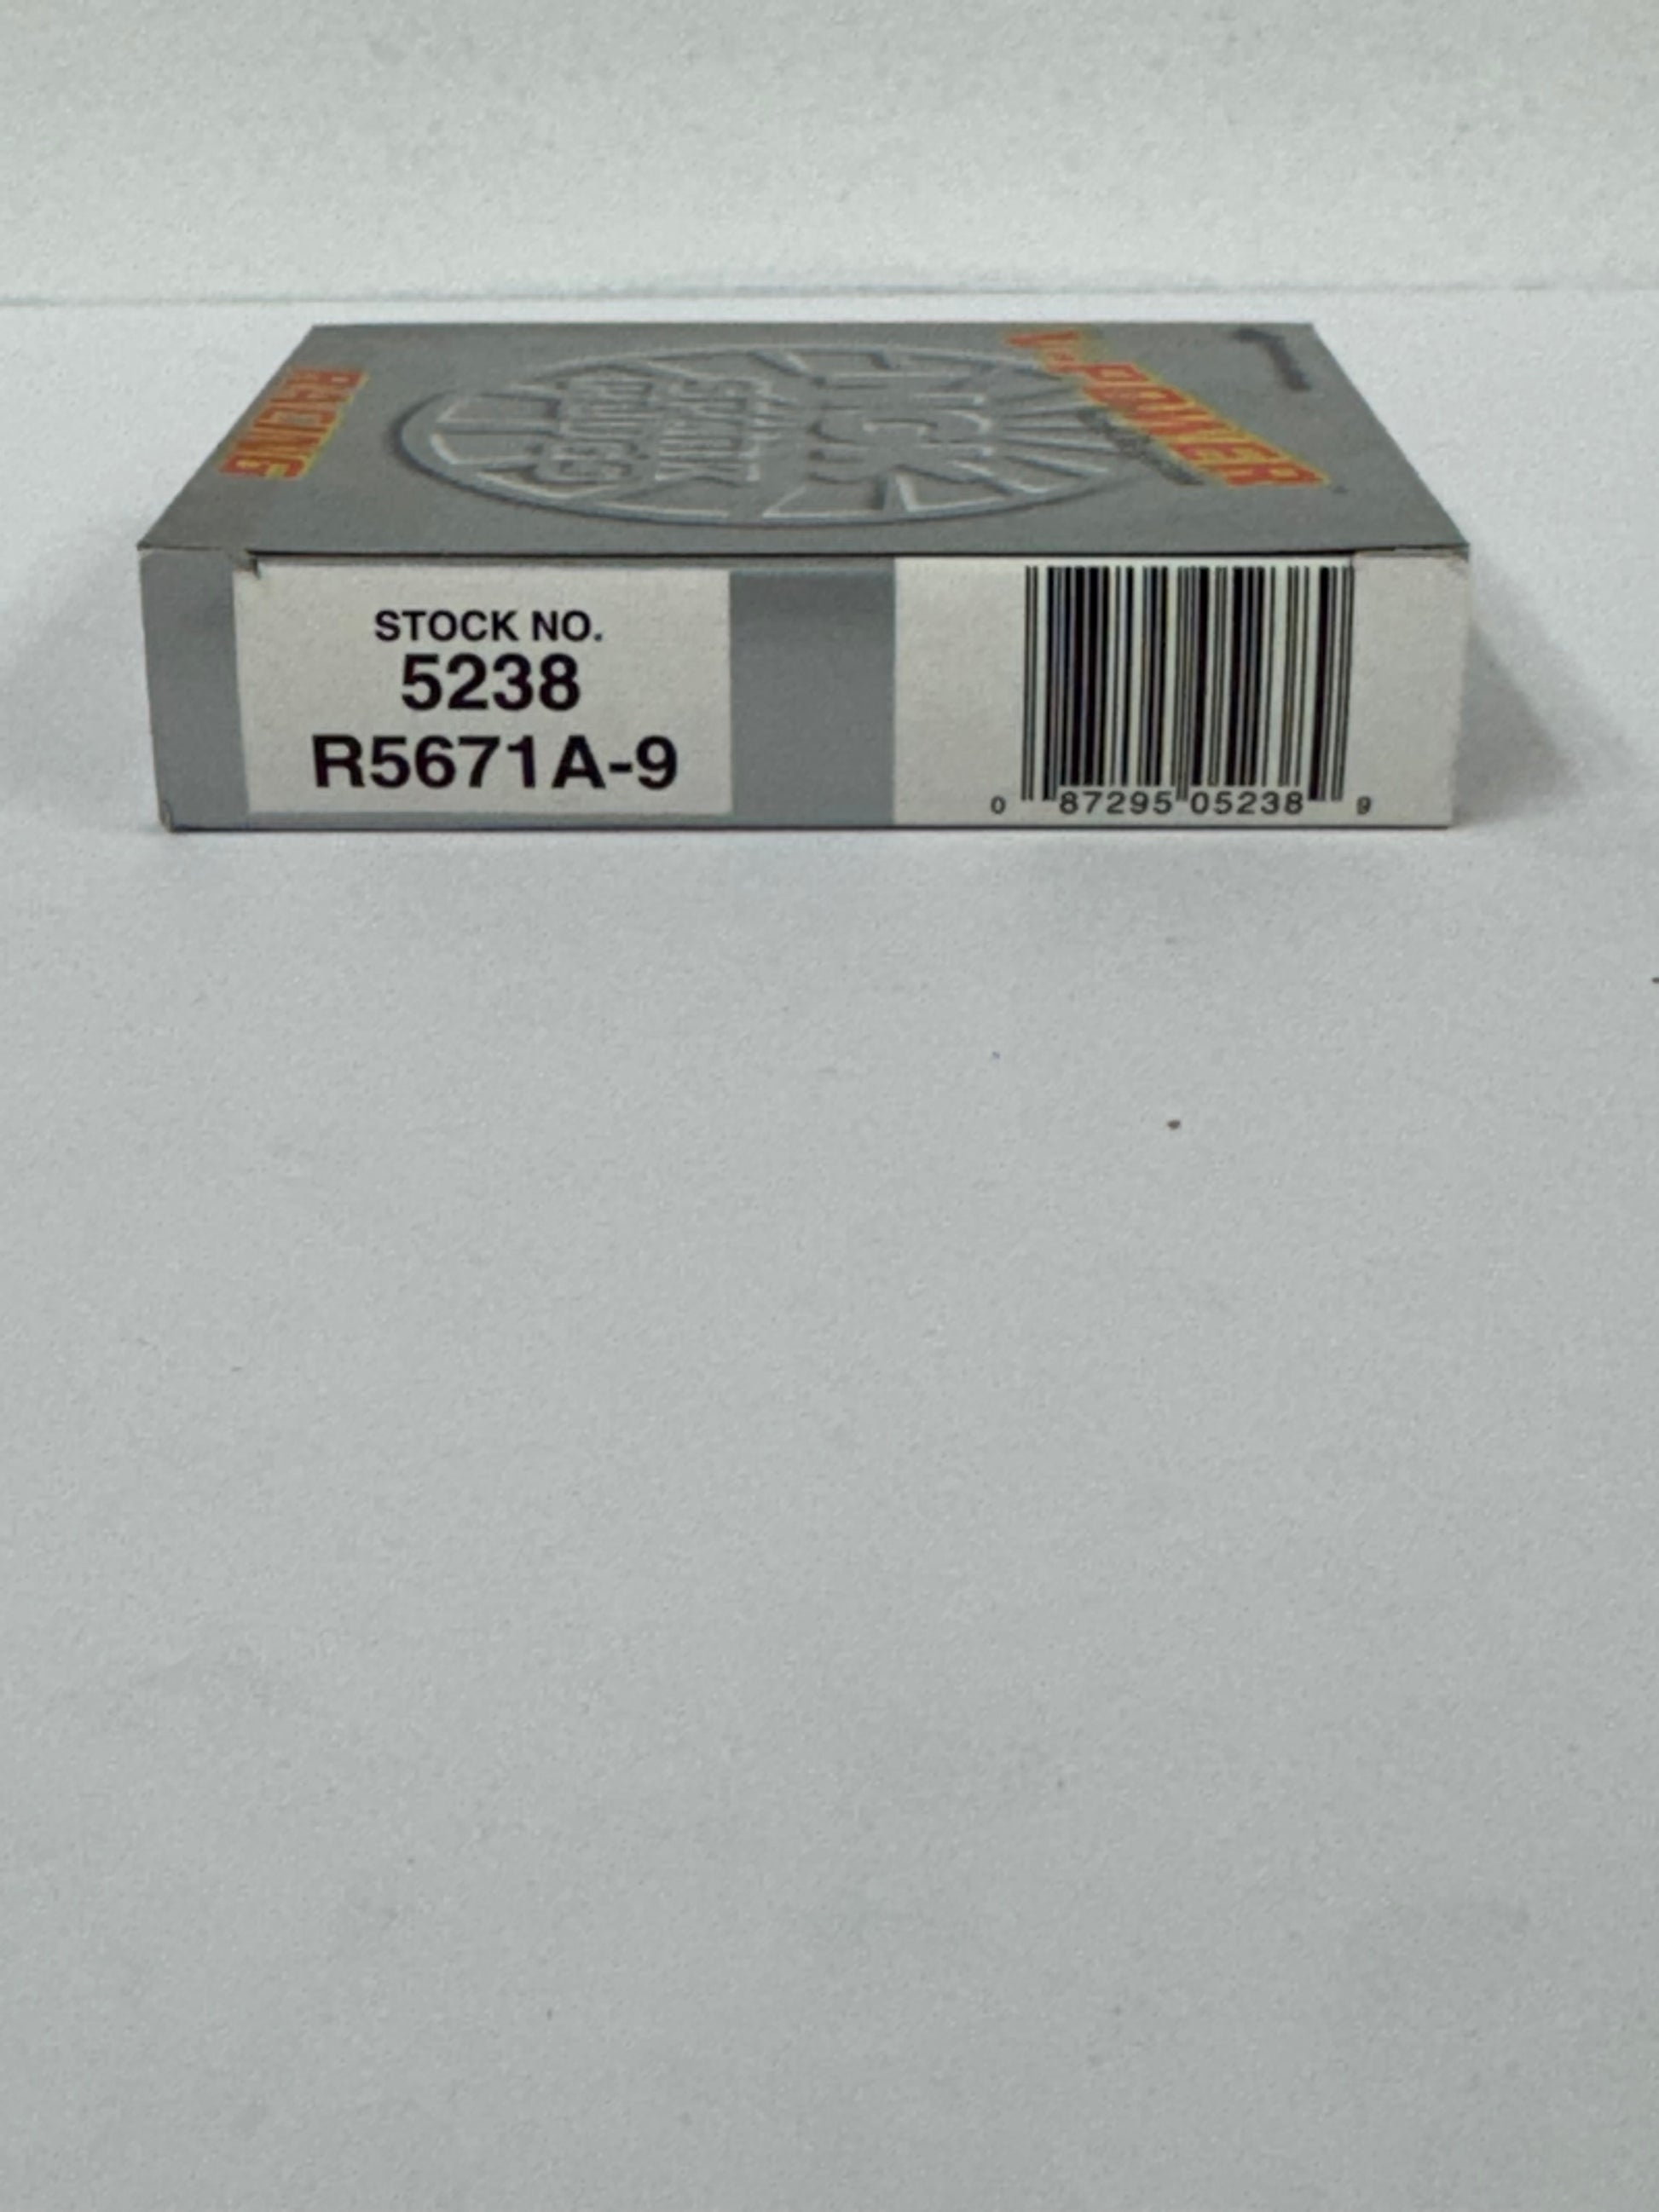 V-POWER
NGK
SPARK
PLUGS
RACING
STOCK NO.
5238
R5671A-9
0 87295 05238 9